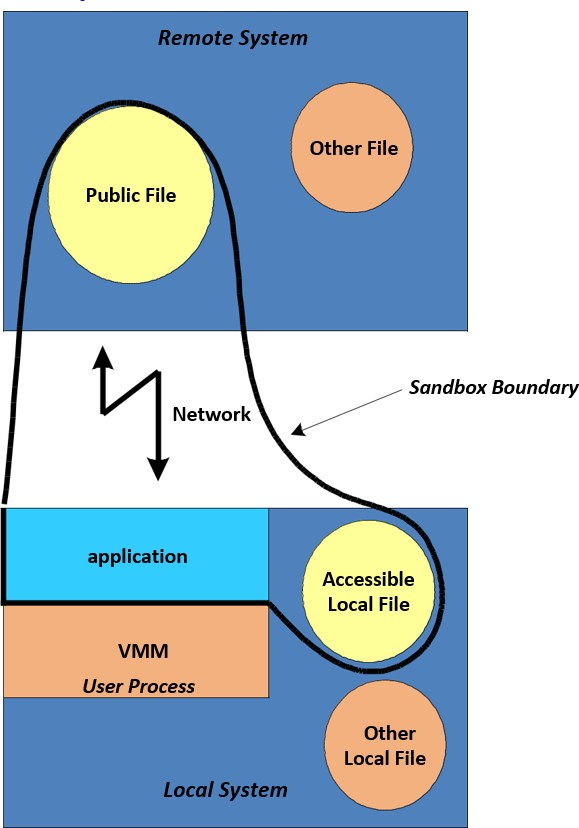 Remote System
Other File
Public File
Sandbox Boundary
Network
application
Accessible
Local File
VMM
User Process
Other
Local File
Local System